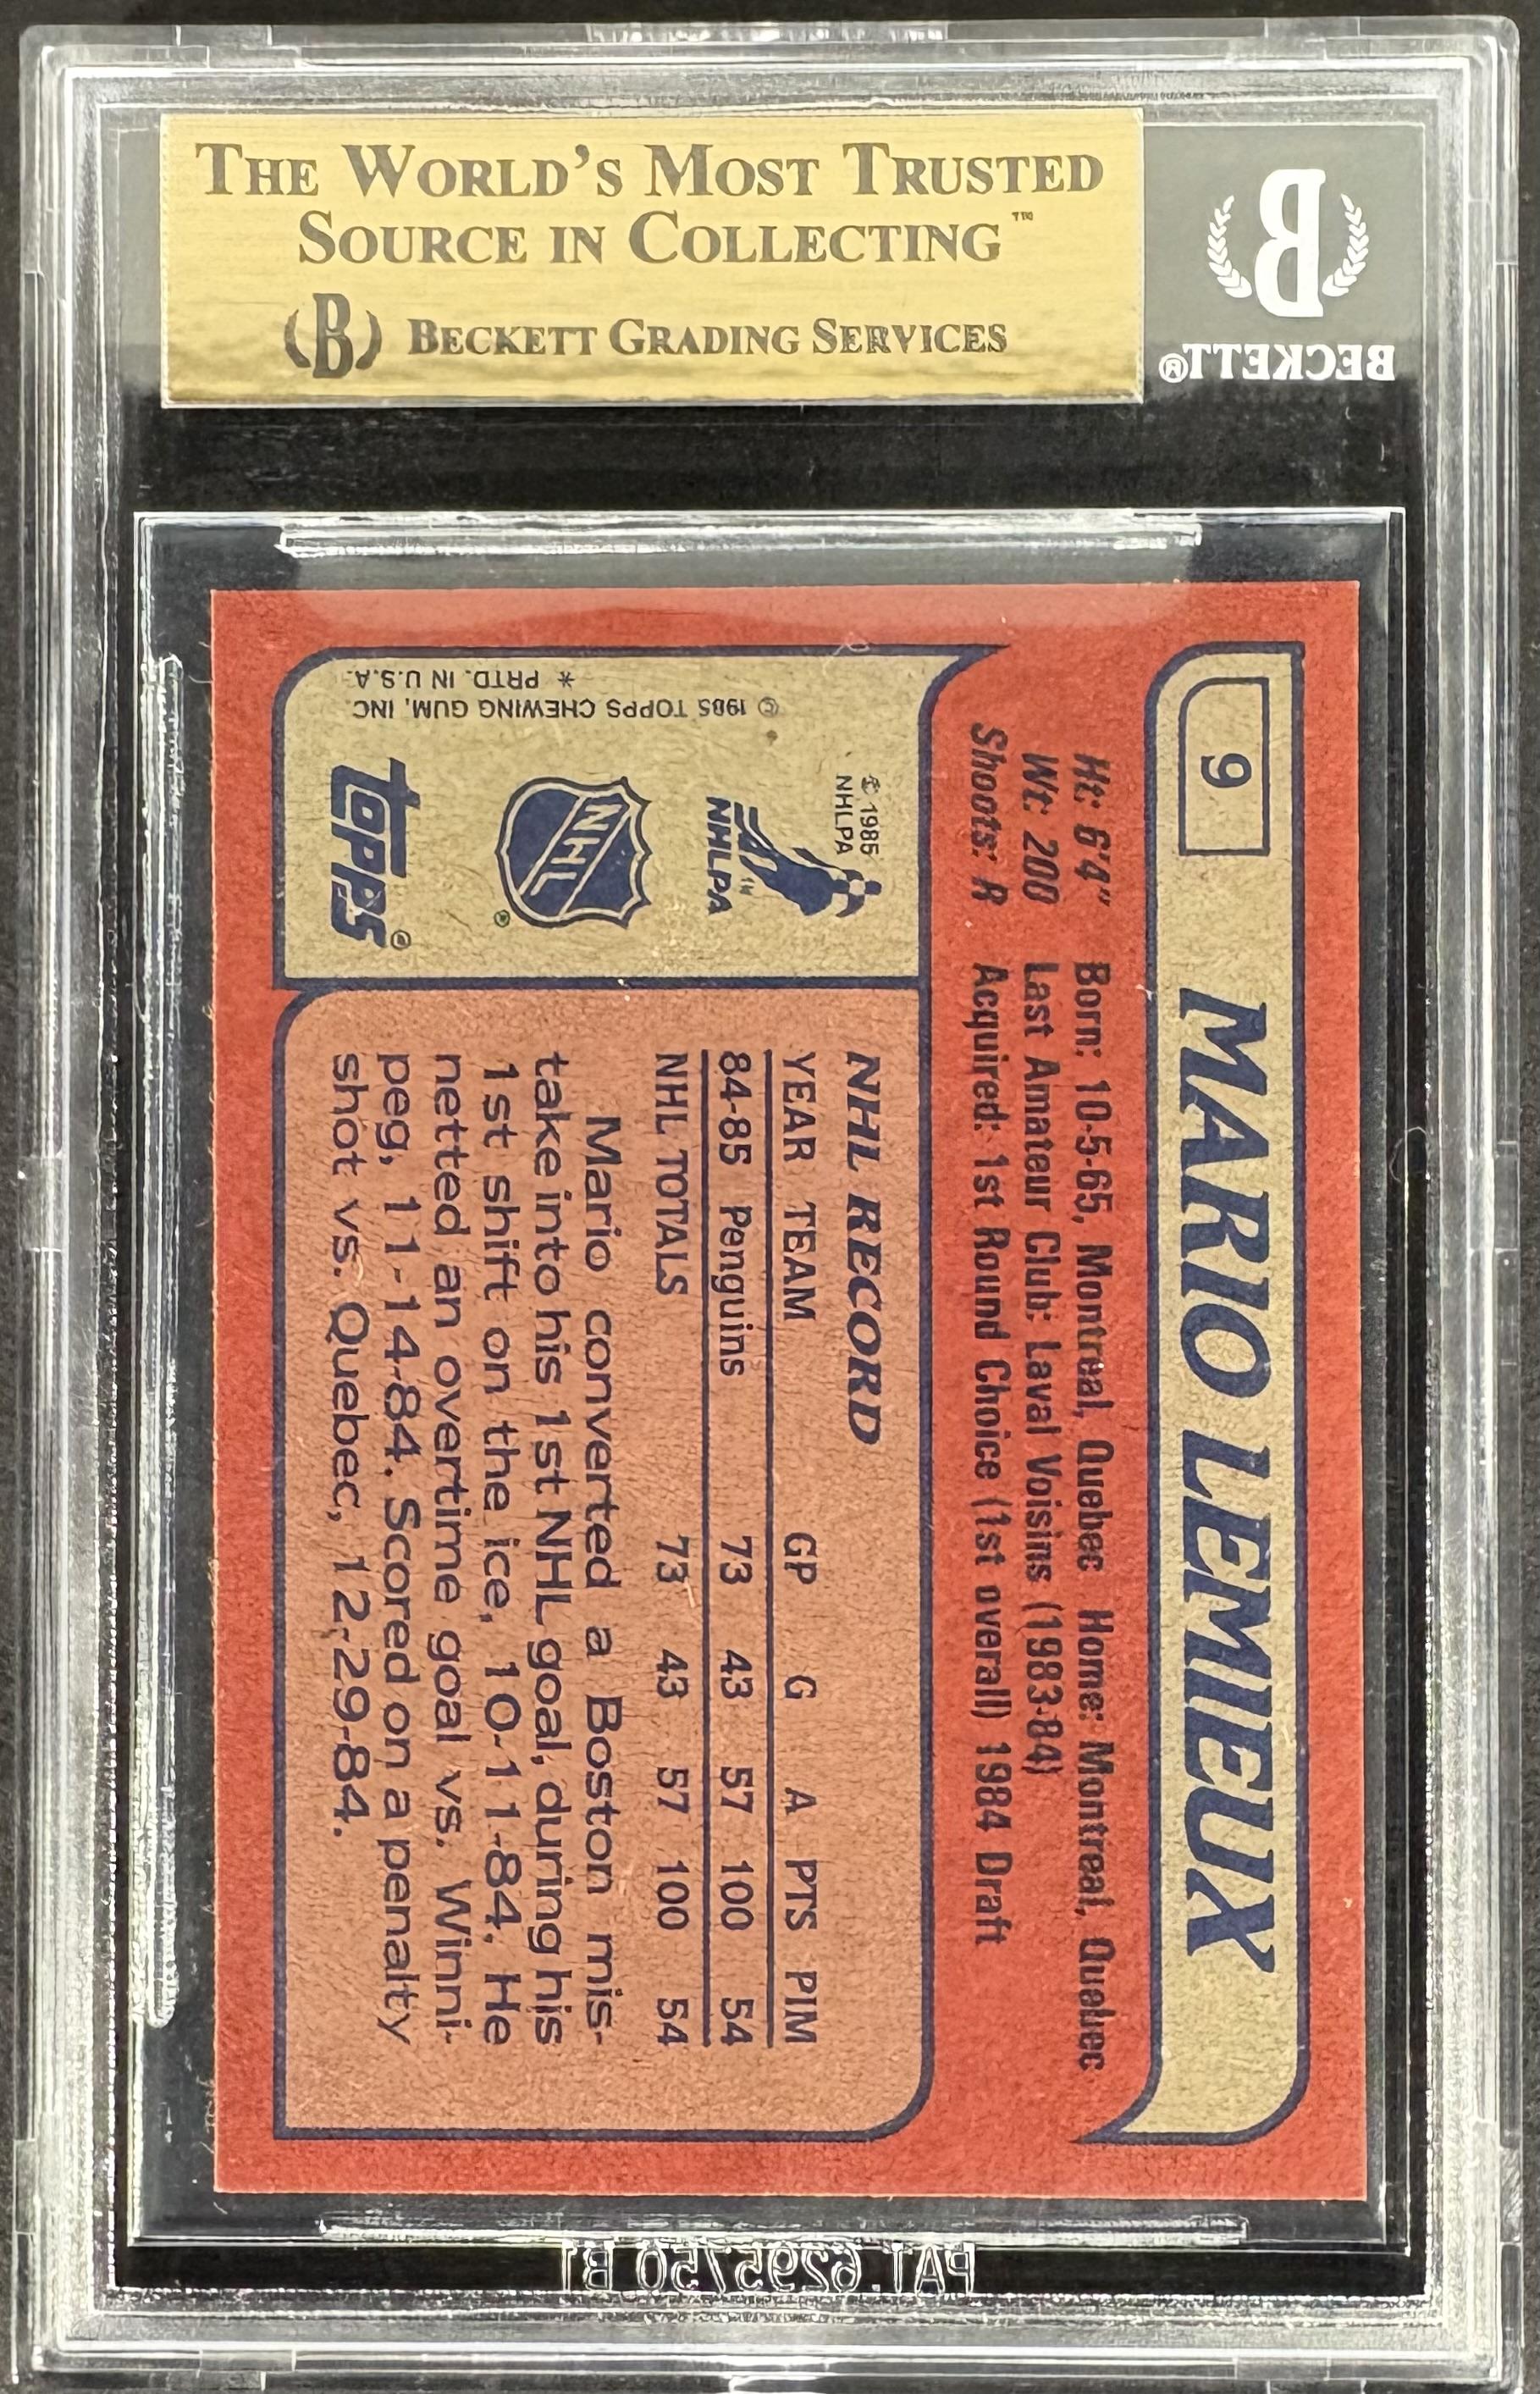 THE WORLD'S MOST TRUSTED
SOURCE IN COLLECTING™
B BECKETT GRADING SERVICES
B
BECKETT®
9
MARIO LEMIEUX
Ht: 6'4" Born: 10-5-65, Montreal, Quebec Home: Montreal, Quebec
Wt: 200 Last Amateur Club: Laval Voisins (1983-84)
Shoots: R Acquired: 1st Round Choice (1st overall) 1984 Draft
© 1985
NHLPA
NHLPA TM
NHL ®
TOPPS®
© 1985 TOPPS CHEWING GUM, INC.
* PRTD. IN U.S.A.
NHL RECORD
YEAR TEAM GP G A PTS PIM
84-85 Penguins 73 43 57 100 54
NHL TOTALS 73 43 57 100 54
Mario converted a Boston mis-
take into his 1st NHL goal, during his
1st shift on the ice, 10-11-84. He
netted an overtime goal vs. Winni-
peg, 11-14-84. Scored on a penalty
shot vs. Quebec, 12-29-84.